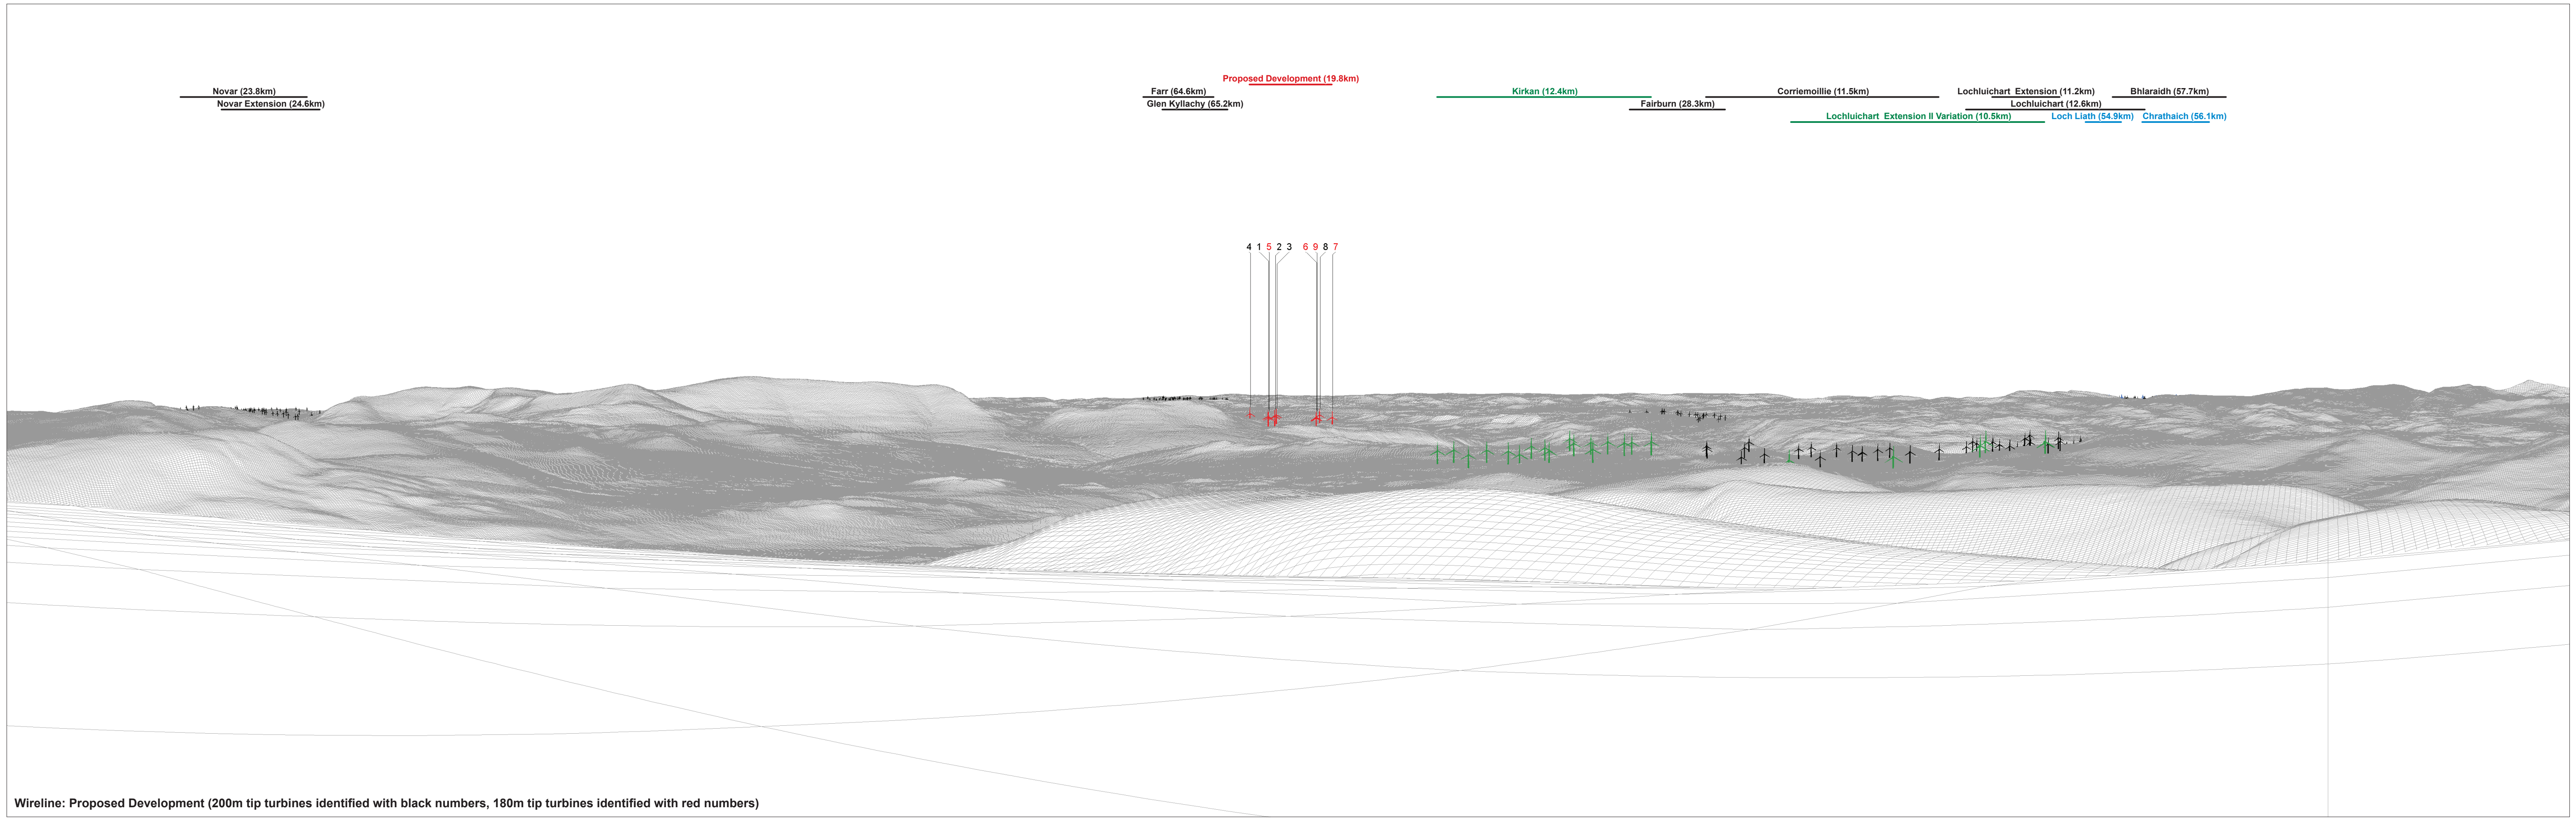 Proposed Development (19.8km)
Novar (23.8km)
Farr (64.6km)
Kirkan (12.4km)
Corriemoillie (11.5km)
Lochluichart Extension (11.2km)
Bhlaraidh (57.7km)
Novar Extension (24.6km)
Glen Kyllachy (65.2km)
Fairburn (28.3km)
Lochluichart (12.6km)
Lochluichart Extension II Variation (10.5km)
Loch Liath (54.9km)
Chrathaich (56.1km)
4 1 5 2 3 6 9 8 7
Wireline: Proposed Development (200m tip turbines identified with black numbers, 180m tip turbines identified with red numbers)